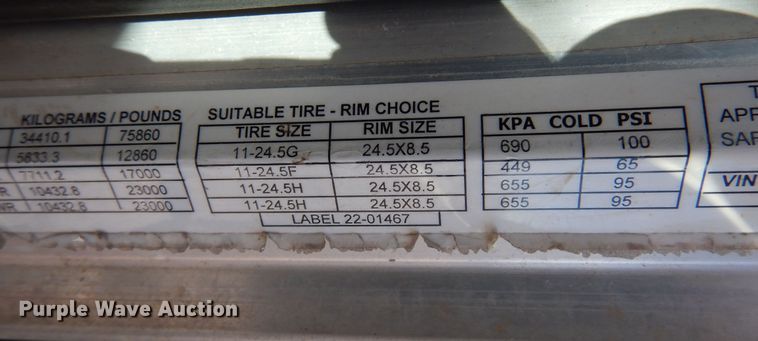 KILOGRAMS / POUNDS
34410.1 75860
5833.3 12860
7711.2 17000
10432.8 23000
10432.8 23000
SUITABLE TIRE - RIM CHOICE
TIRE SIZE RIM SIZE
11-24.5G 24.5X8.5
11-24.5F 24.5X8.5
11-24.5H 24.5X8.5
11-24.5H 24.5X8.5
LABEL 22-01467
KPA COLD PSI
690 100
449 65
655 95
655 95
VIN
Purple Wave Auction